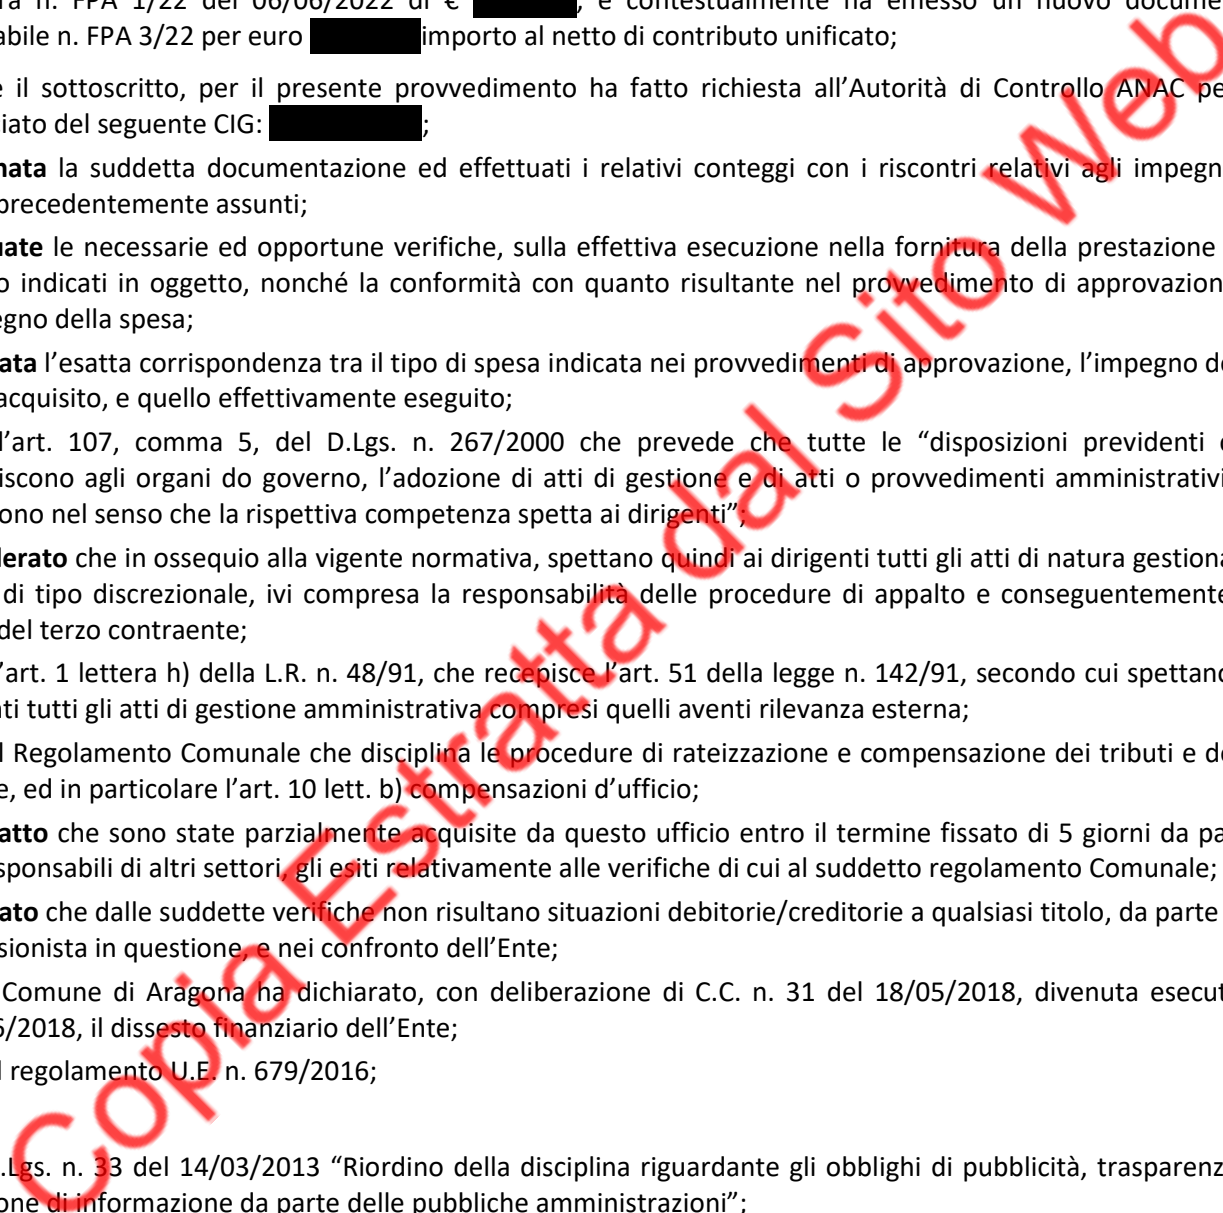 ra n. FPA 1/22 del 06/06/2022 di € , e contestualmente ha emesso un nuovo docume
abile n. FPA 3/22 per euro importo al netto di contributo unificato;
e il sottoscritto, per il presente provvedimento ha fatto richiesta all’Autorità di Controllo ANAC pe
iato del seguente CIG: ;
nata la suddetta documentazione ed effettuati i relativi conteggi con i riscontri relativi agli impegn
precedentemente assunti;
uate le necessarie ed opportune verifiche, sulla effettiva esecuzione nella fornitura della prestazione
o indicati in oggetto, nonché la conformità con quanto risultante nel provvedimento di approvazion
egno della spesa;
ata l’esatta corrispondenza tra il tipo di spesa indicata nei provvedimenti di approvazione, l’impegno de
acquisito, e quello effettivamente eseguito;
l’art. 107, comma 5, del D.Lgs. n. 267/2000 che prevede che tutte le “disposizioni previdenti c
iscono agli organi do governo, l’adozione di atti di gestione e di atti o provvedimenti amministrativi
ono nel senso che la rispettiva competenza spetta ai dirigenti”;
derato che in ossequio alla vigente normativa, spettano quindi ai dirigenti tutti gli atti di natura gestiona
di tipo discrezionale, ivi compresa la responsabilità delle procedure di appalto e conseguentemente
del terzo contraente;
’art. 1 lettera h) della L.R. n. 48/91, che recepisce l’art. 51 della legge n. 142/91, secondo cui spettano
ti tutti gli atti di gestione amministrativa compresi quelli aventi rilevanza esterna;
l Regolamento Comunale che disciplina le procedure di rateizzazione e compensazione dei tributi e de
e, ed in particolare l’art. 10 lett. b) compensazioni d’ufficio;
atto che sono state parzialmente acquisite da questo ufficio entro il termine fissato di 5 giorni da pa
sponsabili di altri settori, gli esiti relativamente alle verifiche di cui al suddetto regolamento Comunale;
ato che dalle suddette verifiche non risultano situazioni debitorie/creditorie a qualsiasi titolo, da parte
sionista in questione, e nei confronto dell’Ente;
Comune di Aragona ha dichiarato, con deliberazione di C.C. n. 31 del 18/05/2018, divenuta esecut
6/2018, il dissesto finanziario dell’Ente;
l regolamento U.E. n. 679/2016;
.Lgs. n. 33 del 14/03/2013 “Riordino della disciplina riguardante gli obblighi di pubblicità, trasparenz
one di informazione da parte delle pubbliche amministrazioni”;
Copia Estratta dal Sito Web